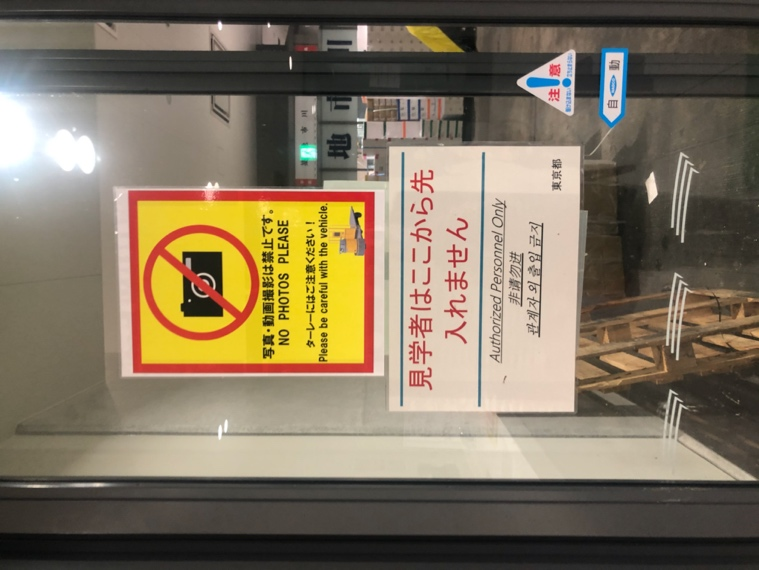 写真・動画撮影は禁止です。
NO PHOTOS PLEASE
ターレーにはご注意ください!
Please be careful with the vehicle.
見学者はここから先
入れません
Authorized Personnel Only
非请勿进
관계자 외 출입 금지
東京都
注意
自動